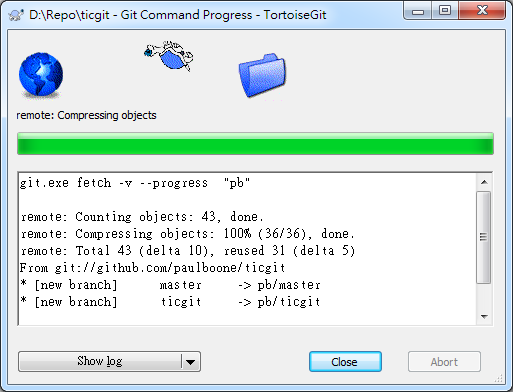 D:\Repo\ticgit - Git Command Progress - TortoiseGit
remote: Compressing objects
git.exe fetch -v --progress  "pb"
remote: Counting objects: 43, done.
remote: Compressing objects: 100% (36/36), done.
remote: Total 43 (delta 10), reused 31 (delta 5)
From git://github.com/paulboone/ticgit
* [new branch]      master     -> pb/master
* [new branch]      ticgit     -> pb/ticgit
Show log
Close
Abort